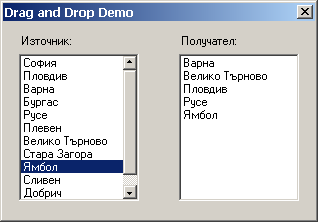 Drag and Drop Demo
Източник:
София
Пловдив
Варна
Бургас
Русе
Плевен
Велико Търново
Стара Загора
Ямбол
Сливен
Добрич
Получател:
Варна
Велико Търново
Пловдив
Русе
Ямбол